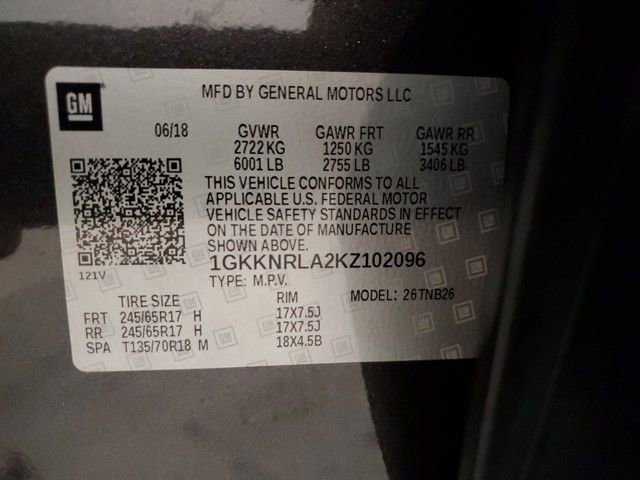 GM
MFD BY GENERAL MOTORS LLC
06/18 GVWR GAWR FRT GAWR RR
2722 KG 1250 KG 1545 KG
6001 LB 2755 LB 3406 LB
THIS VEHICLE CONFORMS TO ALL
APPLICABLE U.S. FEDERAL MOTOR
VEHICLE SAFETY STANDARDS IN EFFECT
ON THE DATE OF MANUFACTURE
SHOWN ABOVE.
121V
1GKKNRLA2KZ102096
TYPE: M.P.V.
TIRE SIZE RIM MODEL: 26TNB26
FRT 245/65R17 H 17X7.5J
RR 245/65R17 H 17X7.5J
SPA T135/70R18 M 18X4.5B